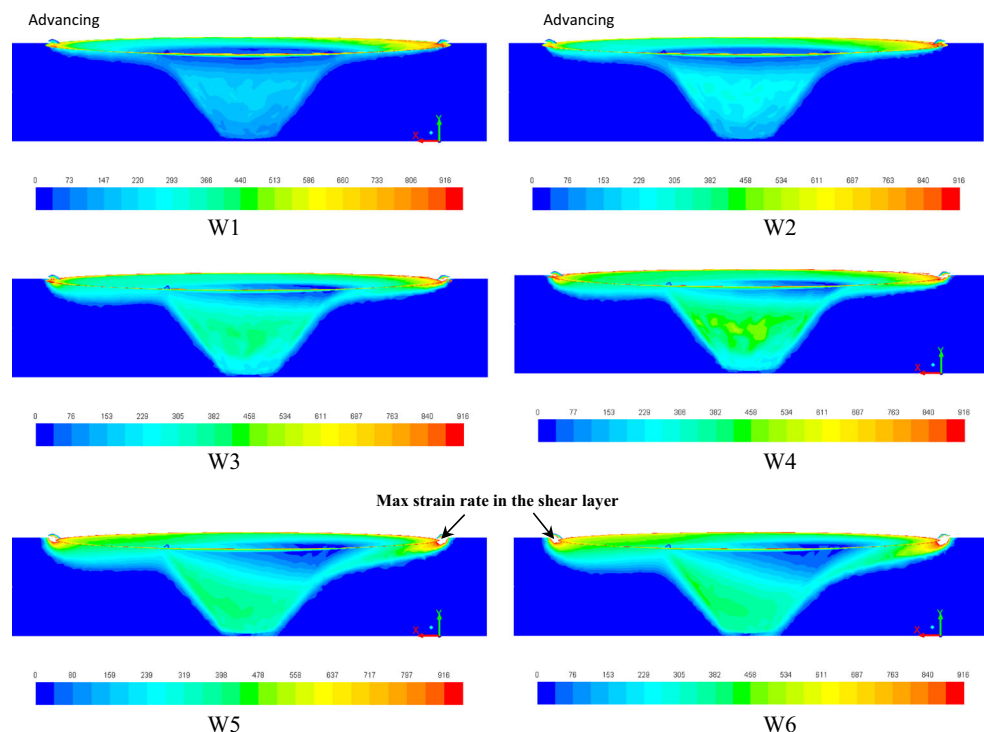 Advancing
Advancing
X Y
X Y
0 73 147 220 293 366 440 513 586 660 733 806 916
0 76 153 229 305 382 458 534 611 687 763 840 916
W1
W2
X Y
0 76 153 229 305 382 458 534 611 687 763 840 916
0 77 153 229 306 382 458 534 611 687 763 840 916
W3
W4
Max strain rate in the shear layer
X Y
X Y
0 80 159 239 319 398 478 558 637 717 797 916
0 76 153 229 305 382 458 534 611 687 763 840 916
W5
W6